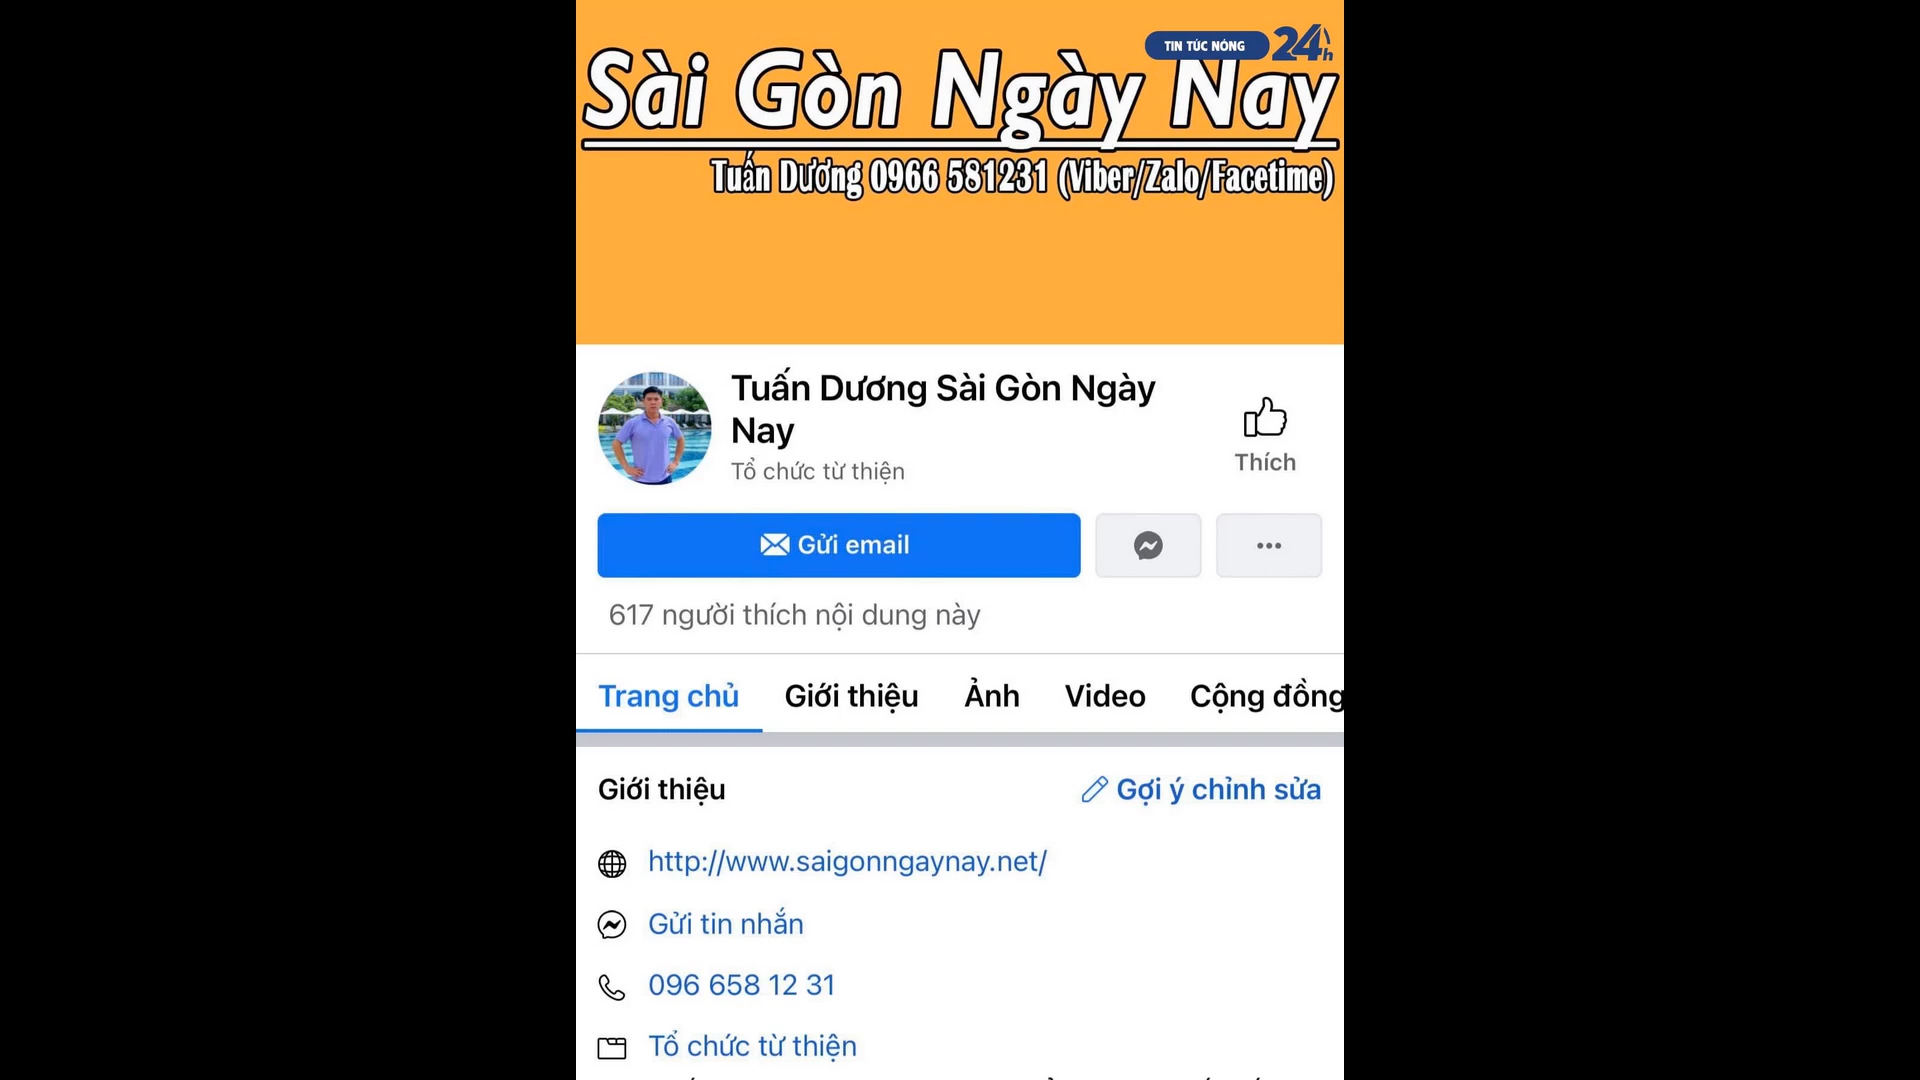 TIN TỨC NÓNG 24h
Sài Gòn Ngày Nay
Tuấn Dương 0966 581231 (Viber/Zalo/Facetime)
Tuấn Dương Sài Gòn Ngày
Nay
Tổ chức từ thiện
Thích
Gửi email
617 người thích nội dung này
Trang chủ Giới thiệu Ảnh Video Cộng đồng
Giới thiệu Gợi ý chỉnh sửa
http://www.saigonngaynay.net/
Gửi tin nhắn
096 658 12 31
Tổ chức từ thiện